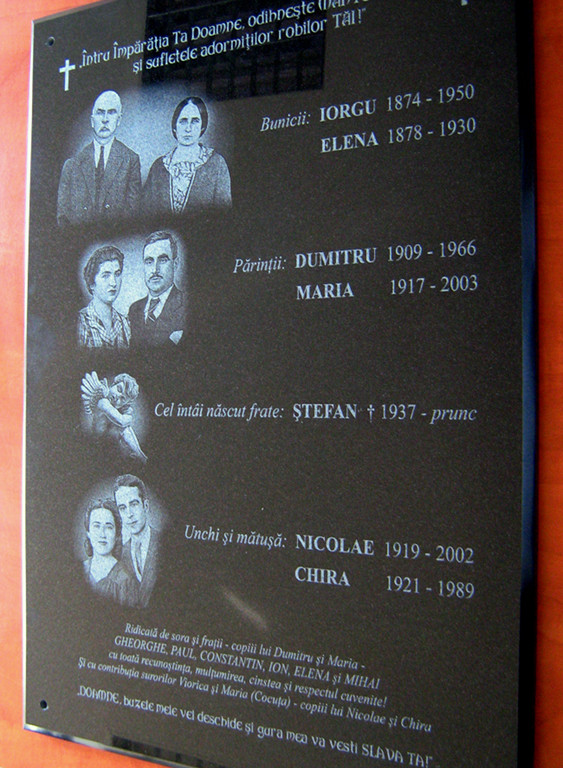 „Întru Împărăția Ta Doamne, odihnește
și sufletele adormiților robilor TĂI!"
Bunicii: IORGU 1874 - 1950
ELENA 1878 - 1930
Părinții: DUMITRU 1909 - 1966
MARIA 1917 - 2003
Cel întâi născut frate: ȘTEFAN † 1937 - prunc
Unchi și mătușă: NICOLAE 1919 - 2002
CHIRA 1921 - 1989
Ridicată de sora și frații - copiii lui Dumitru și Maria -
GHEORGHE, PAUL, CONSTANTIN, ION, ELENA și MIHAI
cu toată recunoștința, mulțumirea, cinstea și respectul cuvenite!
Și cu contribuția surorilor Viorica și Maria (Cocuța) - copiii lui Nicolae și Chira
„DOAMNE, buzele mele vei deschide și gura mea va vesti SLAVA TA!"